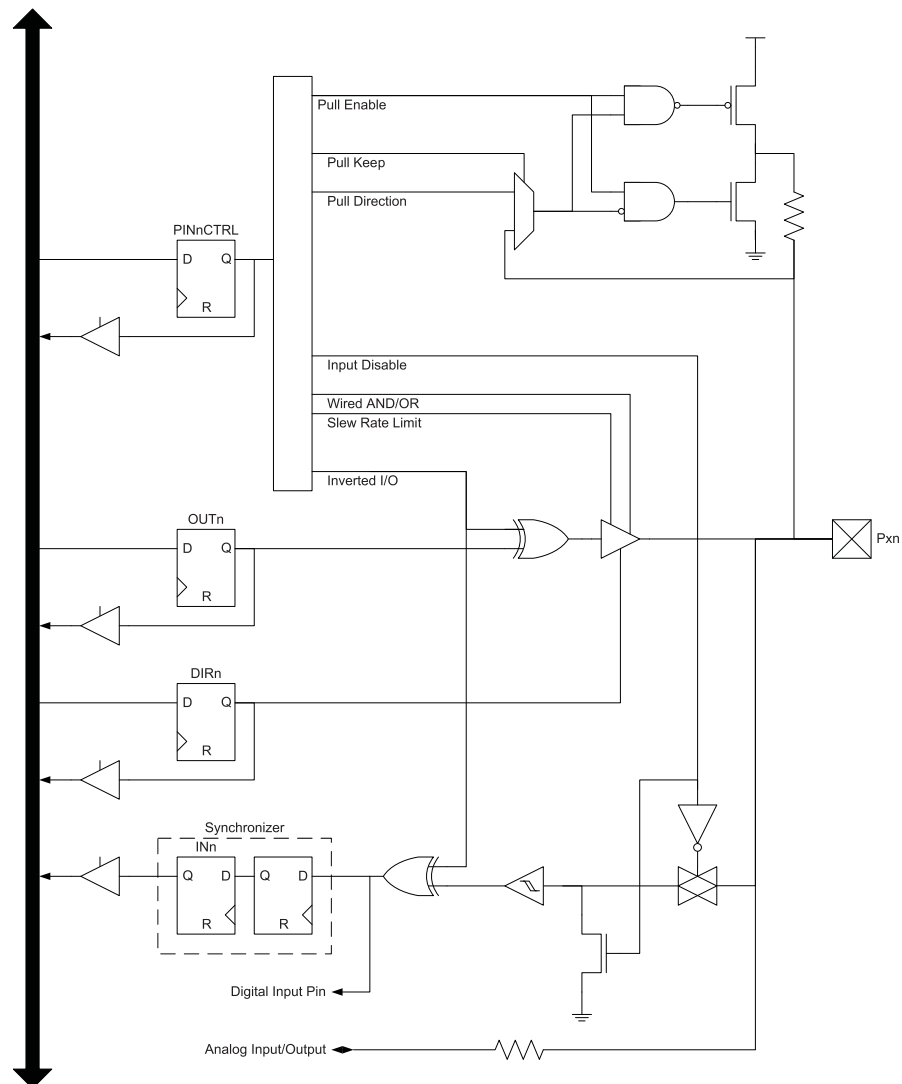 Pull Enable
Pull Keep
Pull Direction
PINnCTRL
D Q
R
Input Disable
Wired AND/OR
Slew Rate Limit
Inverted I/O
OUTn
D Q
R
Pxn
DIRn
D Q
R
Synchronizer
INn
Q D Q D
R R
Digital Input Pin
Analog Input/Output